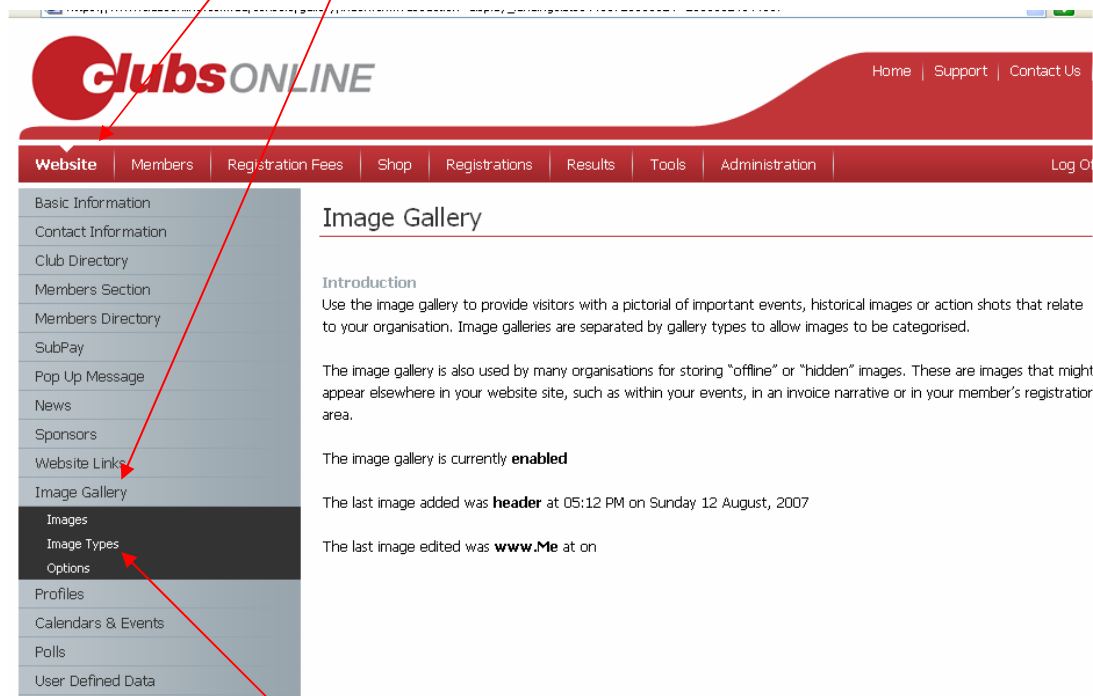 clubsONLINE
Home | Support | Contact Us |
Website Members Registration Fees Shop Registrations Results Tools Administration Log Of
Basic Information
Contact Information
Club Directory
Members Section
Members Directory
SubPay
Pop Up Message
News
Sponsors
Website Links
Image Gallery
Images
Image Types
Options
Profiles
Calendars & Events
Polls
User Defined Data
Image Gallery
Introduction
Use the image gallery to provide visitors with a pictorial of important events, historical images or action shots that relate
to your organisation. Image galleries are separated by gallery types to allow images to be categorised.
The image gallery is also used by many organisations for storing "offline" or "hidden" images. These are images that might
appear elsewhere in your website site, such as within your events, in an invoice narrative or in your member's registration
area.
The image gallery is currently enabled
The last image added was header at 05:12 PM on Sunday 12 August, 2007
The last image edited was www.Me at on